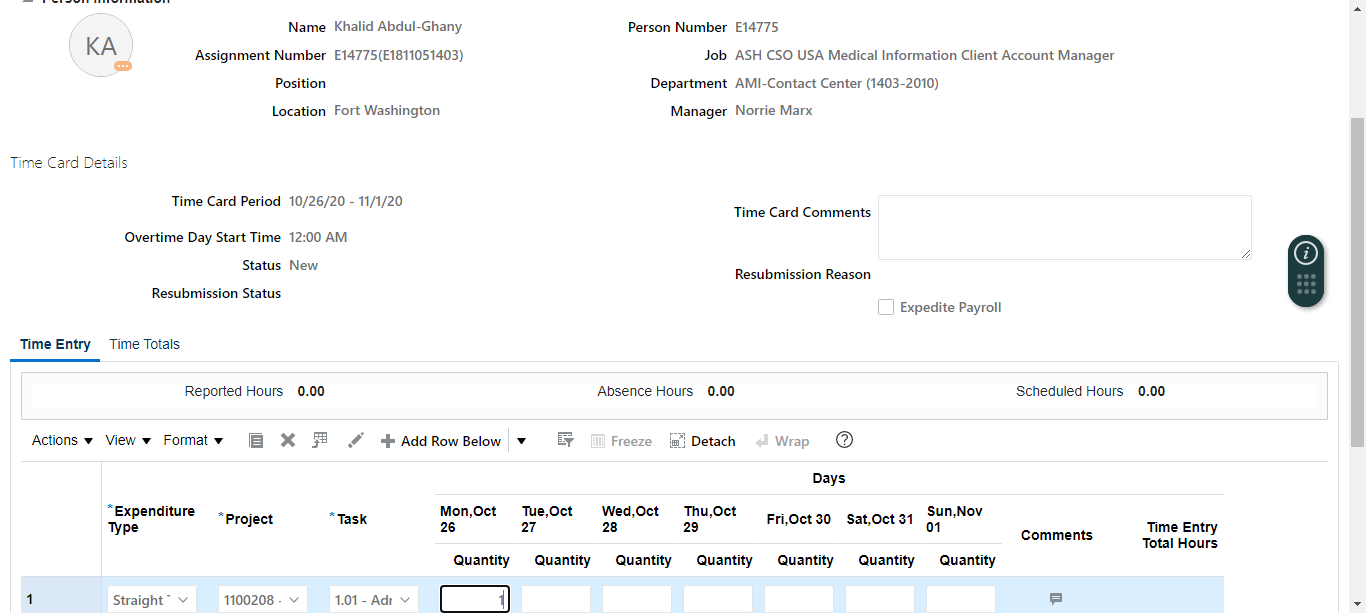 Person Information
KA
Name Khalid Abdul-Ghany
Person Number E14775
Assignment Number E14775(E1811051403)
Job ASH CSO USA Medical Information Client Account Manager
Position
Department AMI-Contact Center (1403-2010)
Location Fort Washington
Manager Norrie Marx
Time Card Details
Time Card Period 10/26/20 - 11/1/20
Time Card Comments
Overtime Day Start Time 12:00 AM
Status New
Resubmission Reason
Resubmission Status
Expedite Payroll
Time Entry Time Totals
Reported Hours 0.00 Absence Hours 0.00 Scheduled Hours 0.00
Actions View Format Add Row Below Freeze Detach Wrap
Days
*Expenditure Type
*Project
*Task
Mon,Oct 26
Tue,Oct 27
Wed,Oct 28
Thu,Oct 29
Fri,Oct 30
Sat,Oct 31
Sun,Nov 01
Comments
Time Entry Total Hours
Quantity Quantity Quantity Quantity Quantity Quantity Quantity
1 Straight 1100208 - 1.01 - Adr 1